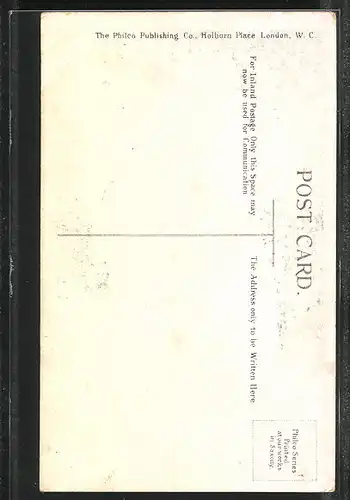 The Philco Publishing Co., Holborn Place London, W. C.
POST CARD.
For Inland Postage Only this Space may
now be used for Communication
The Address only to be Written Here
Philco Series
Printed
at our works
in Saxony.